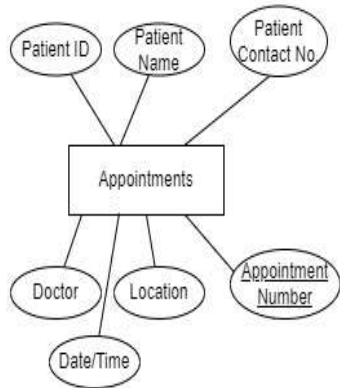 Patient ID
Patient
Name
Patient
Contact No.
Appointments
Doctor
Location
Appointment
Number
Date/Time